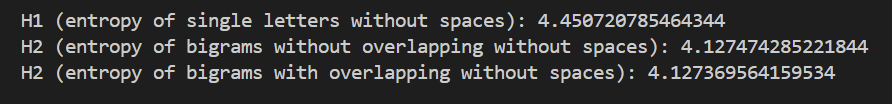 H1 (entropy of single letters without spaces): 4.450720785464344
H2 (entropy of bigrams without overlapping without spaces): 4.127474285221844
H2 (entropy of bigrams with overlapping without spaces): 4.127369564159534